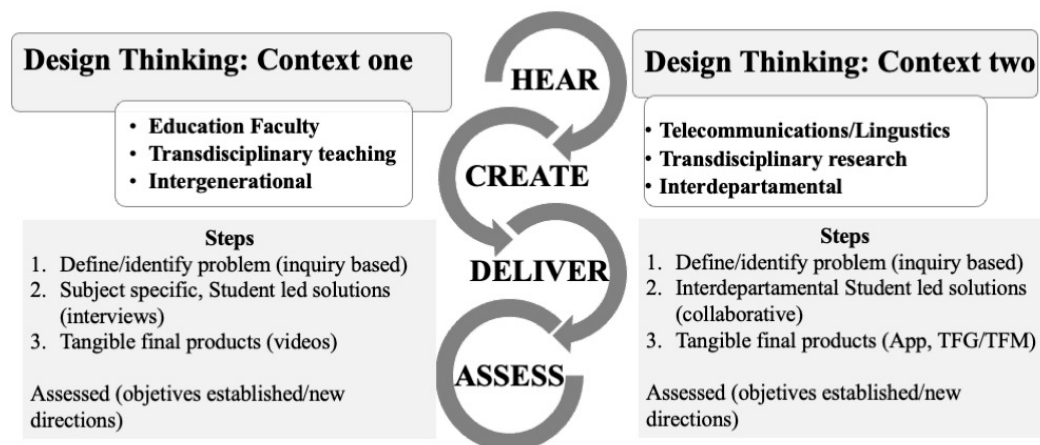 Design Thinking: Context one
• Education Faculty
• Transdisciplinary teaching
• Intergenerational
Steps
1. Define/identify problem (inquiry based)
2. Subject specific, Student led solutions
(interviews)
3. Tangible final products (videos)
Assessed (objetives established/new
directions)
HEAR
CREATE
DELIVER
ASSESS
Design Thinking: Context two
• Telecommunications/Lingustics
• Transdisciplinary research
• Interdepartamental
Steps
1. Define/identify problem (inquiry based)
2. Interdepartamental Student led solutions
(collaborative)
3. Tangible final products (App, TFG/TFM)
Assessed (objetives established/new
directions)